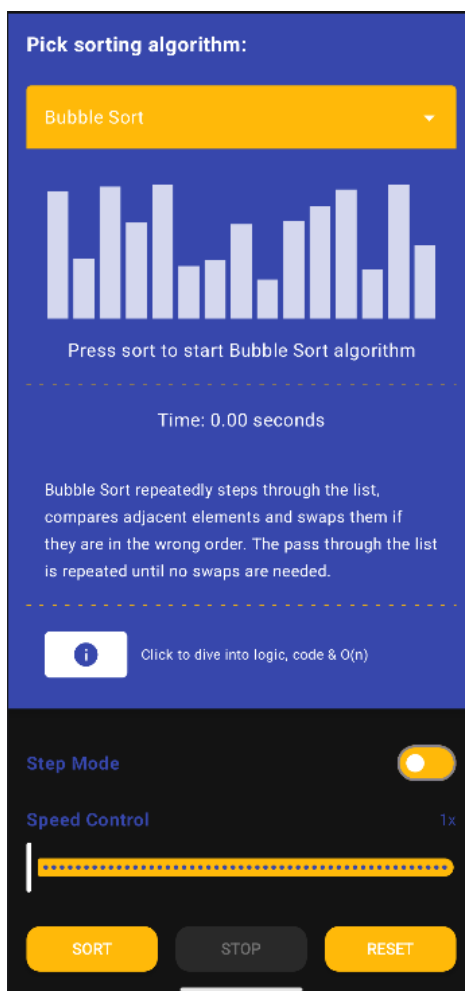 Pick sorting algorithm:
Bubble Sort
Press sort to start Bubble Sort algorithm
Time: 0.00 seconds
Bubble Sort repeatedly steps through the list,
compares adjacent elements and swaps them if
they are in the wrong order. The pass through the list
is repeated until no swaps are needed.
Click to dive into logic, code & O(n)
Step Mode
Speed Control 1x
SORT STOP RESET